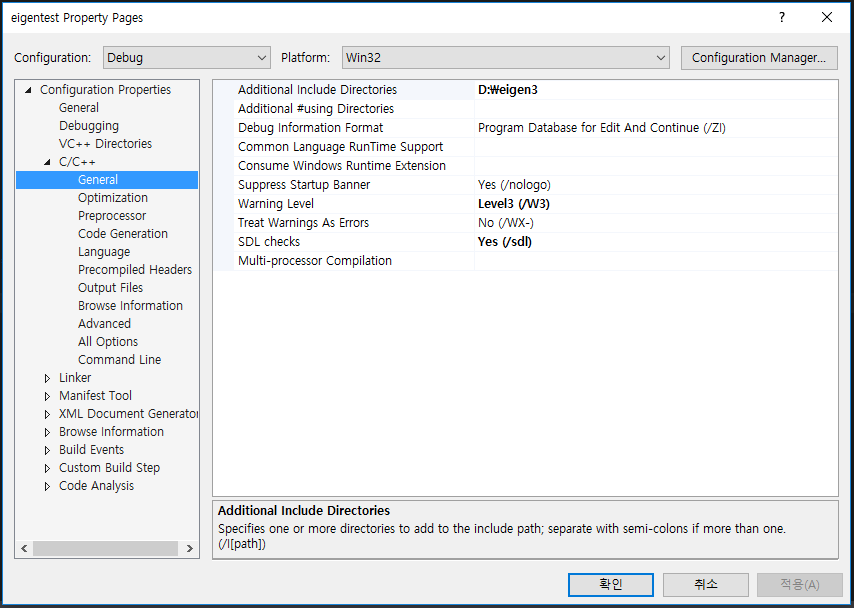 eigentest Property Pages
?
Configuration: Debug Platform: Win32 Configuration Manager...
Configuration Properties
General
Debugging
VC++ Directories
C/C++
General
Optimization
Preprocessor
Code Generation
Language
Precompiled Headers
Output Files
Browse Information
Advanced
All Options
Command Line
Linker
Manifest Tool
XML Document Generator
Browse Information
Build Events
Custom Build Step
Code Analysis
Additional Include Directories D:₩eigen3
Additional #using Directories
Debug Information Format Program Database for Edit And Continue (/ZI)
Common Language RunTime Support
Consume Windows Runtime Extension
Suppress Startup Banner Yes (/nologo)
Warning Level Level3 (/W3)
Treat Warnings As Errors No (/WX-)
SDL checks Yes (/sdl)
Multi-processor Compilation
Additional Include Directories
Specifies one or more directories to add to the include path; separate with semi-colons if more than one.
(/I[path])
확인 취소 적용(A)